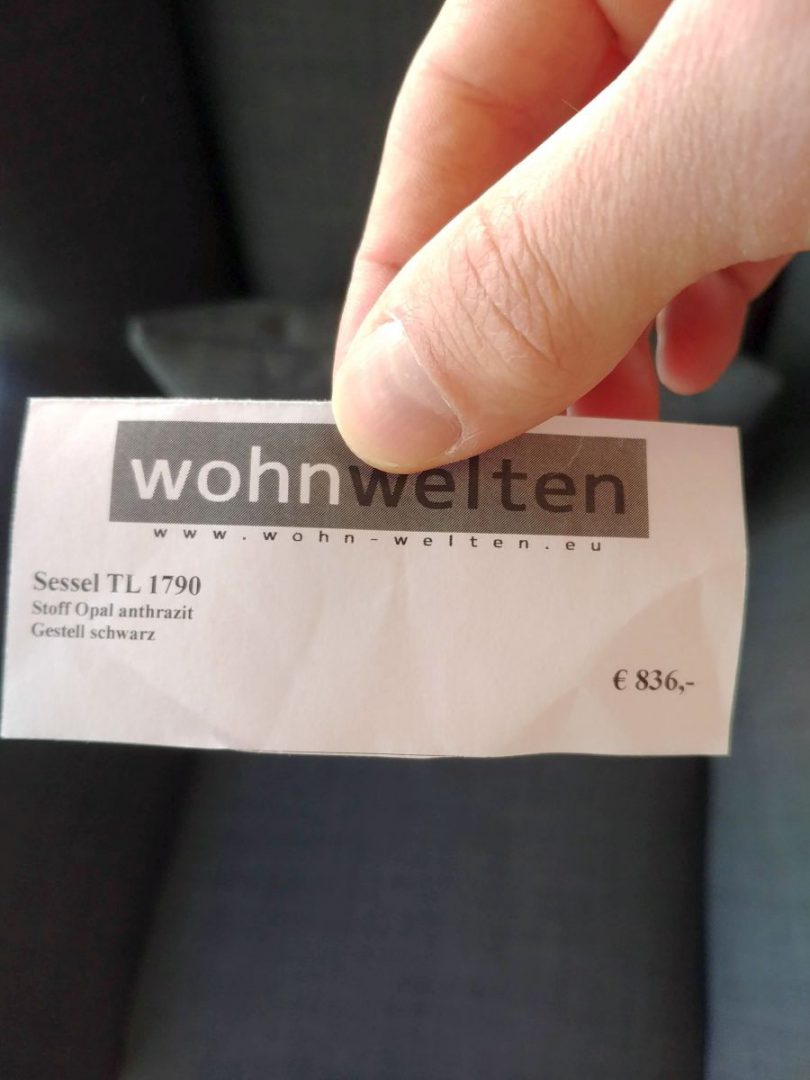 wohnwelten
www.wohn-welten.eu
Sessel TL 1790
Stoff Opal anthrazit
Gestell schwarz
€ 836,-